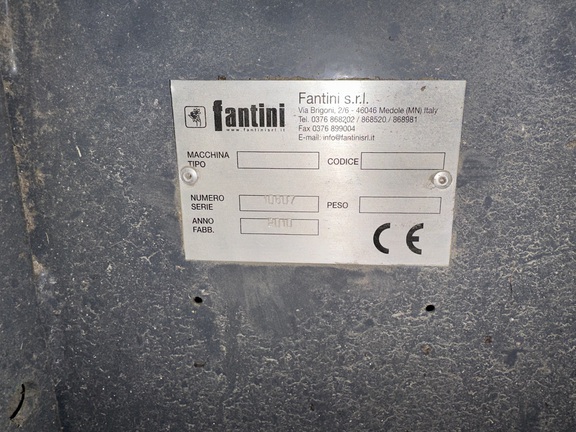 fantini
www.fantinisrl.it
Fantini s.r.l.
Via Brigoni, 2/6 - 46046 Medole (MN) Italy
Tel. 0376 868202 / 868520 / 868981
Fax 0376 899004
E-mail: info@fantinisrl.it
MACCHINA TIPO
CODICE
NUMERO SERIE
PESO
ANNO FABB.
CE